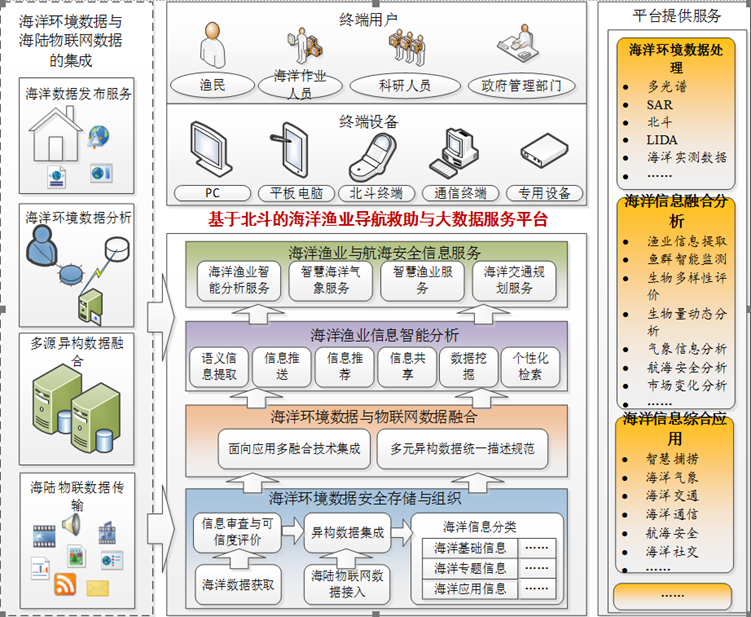 海洋环境数据与
海陆物联网数据
的集成
海洋数据发布服务
海洋环境数据分析
多源异构数据融
合
海陆物联数据传
输
终端用户
渔民
海洋作业
人员
科研人员
政府管理部门
终端设备
PC
平板电脑
北斗终端
通信终端
专用设备
基于北斗的海洋渔业导航救助与大数据服务平台
海洋渔业与航海安全信息服务
海洋渔业智
能分析服务
智慧海洋气
象服务
智慧渔业服
务
海洋交通规
划服务
海洋渔业信息智能分析
语义信
息提取
信息推
送
信息推
荐
信息共
享
数据挖
掘
个性化
检索
海洋环境数据与物联网数据融合
面向应用多融合技术集成
多元异构数据统一描述规范
海洋环境数据安全存储与组织
信息审查与可
信度评价
异构数据集成
海洋数据获取
海陆物联网数
据接入
海洋信息分类
海洋基础信息 ……
海洋专题信息 ……
海洋应用信息 ……
平台提供服务
海洋环境数据处
理
• 多光谱
• SAR
• 北斗
• LIDA
• 海洋实测数据
• ……
海洋信息融合分
析
• 渔业信息提取
• 鱼群智能监测
• 生物多样性评
价
• 生物量动态分
析
• 气象信息分析
• 航海安全分析
• 市场变化分析
• ……
海洋信息综合应
用
• 智慧捕捞
• 海洋气象
• 海洋交通
• 海洋通信
• 航海安全
• 海洋社交
• ……
……